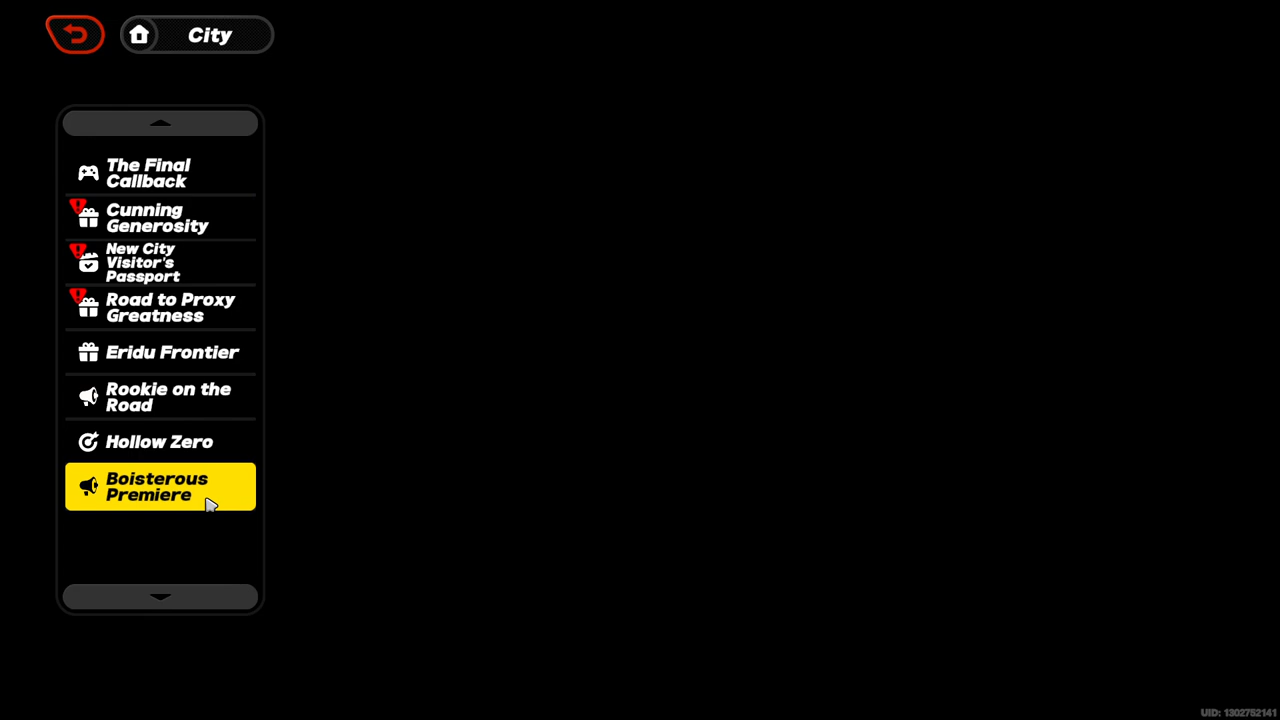 City
The Final
Callback
Cunning
Generosity
New City
Visitor's
Passport
Road to Proxy
Greatness
Eridu Frontier
Rookie on the
Road
Hollow Zero
Boisterous
Premiere
UID: 1302752141